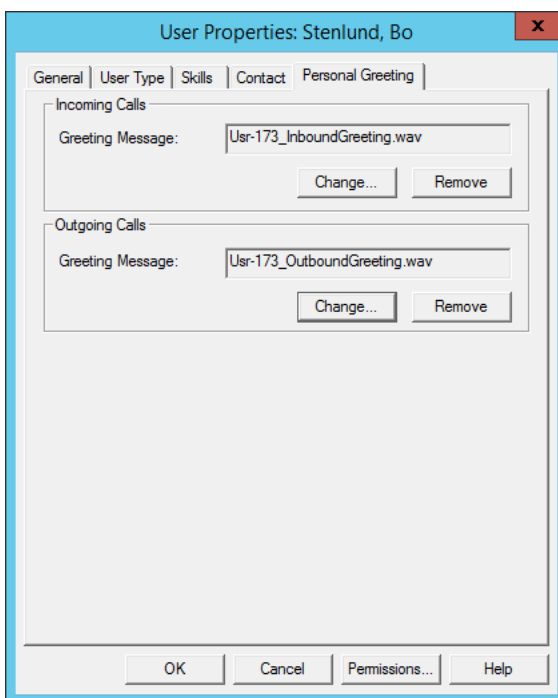 User Properties: Stenlund, Bo x
General User Type Skills Contact Personal Greeting
Incoming Calls
Greeting Message: Usr-173_InboundGreeting.wav
Change... Remove
Outgoing Calls
Greeting Message: Usr-173_OutboundGreeting.wav
Change... Remove
OK Cancel Permissions... Help